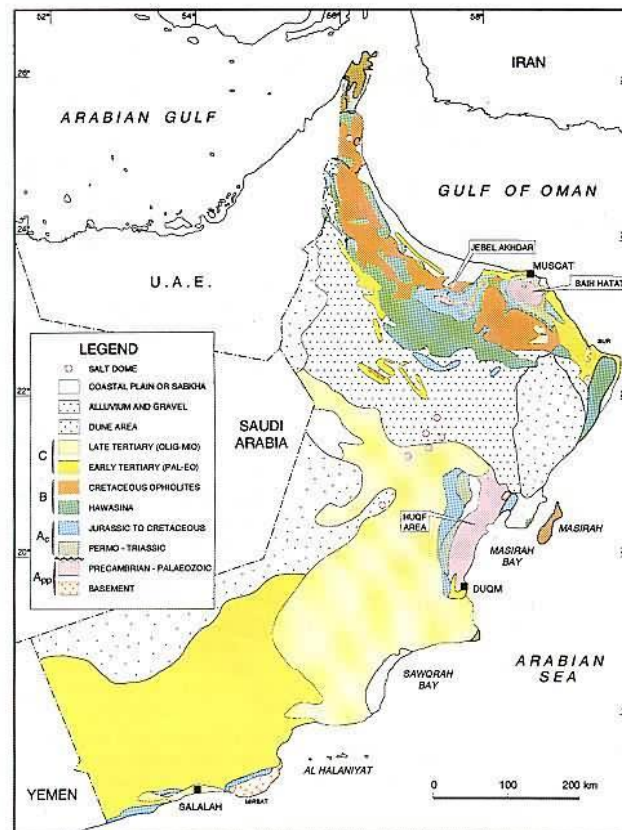 52
54
56
58
26
IRAN
ARABIAN GULF
GULF OF OMAN
24
JEBEL AKHDAR
MUSCAT
U.A.E.
SUR
LEGEND
SALT DOME
COASTAL PLAIN OR SABKHA
ALLUVIUM AND GRAVEL
DUNE AREA
C
LATE TERTIARY (OLIG-MIO)
EARLY TERTIARY (PAL-EO)
B
CRETACEOUS OPHIOLITES
HAWASINA
Ac
JURASSIC TO CRETACEOUS
PERMO - TRIASSIC
App
PRECAMBRIAN - PALAEOZOIC
BASEMENT
22
SAUDI
ARABIA
HUQF
AREA
MASIRAH
20
MASIRAH
BAY
DUQM
ARABIAN
SEA
SAWQRAH
BAY
AL HALANIYAT
YEMEN
SALALAH
MIRBAT
0 100 200 km